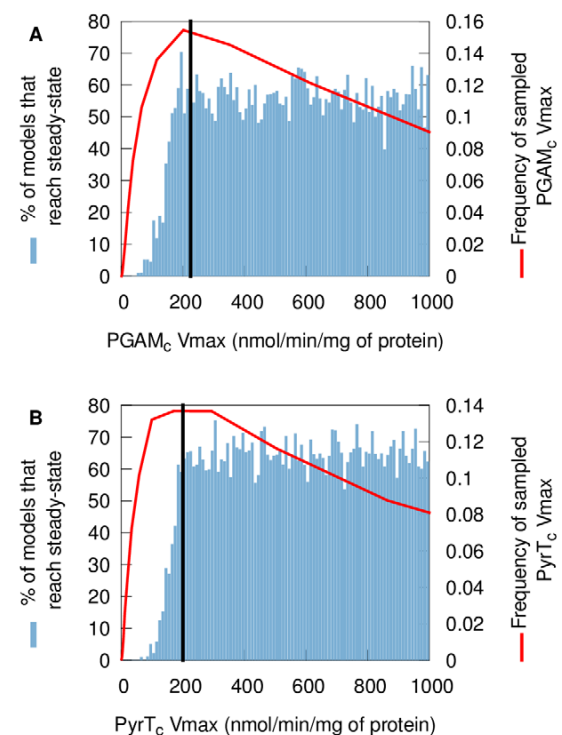 A
% of models that
reach steady-state
80
70
60
50
40
30
20
10
0
0.16
0.14
0.12
0.1
0.08
0.06
0.04
0.02
0
Frequency of sampled
PGAMc Vmax
0 200 400 600 800 1000
PGAMc Vmax (nmol/min/mg of protein)
B
% of models that
reach steady-state
80
70
60
50
40
30
20
10
0
0.14
0.12
0.1
0.08
0.06
0.04
0.02
0
Frequency of sampled
PyrTc Vmax
0 200 400 600 800 1000
PyrTc Vmax (nmol/min/mg of protein)